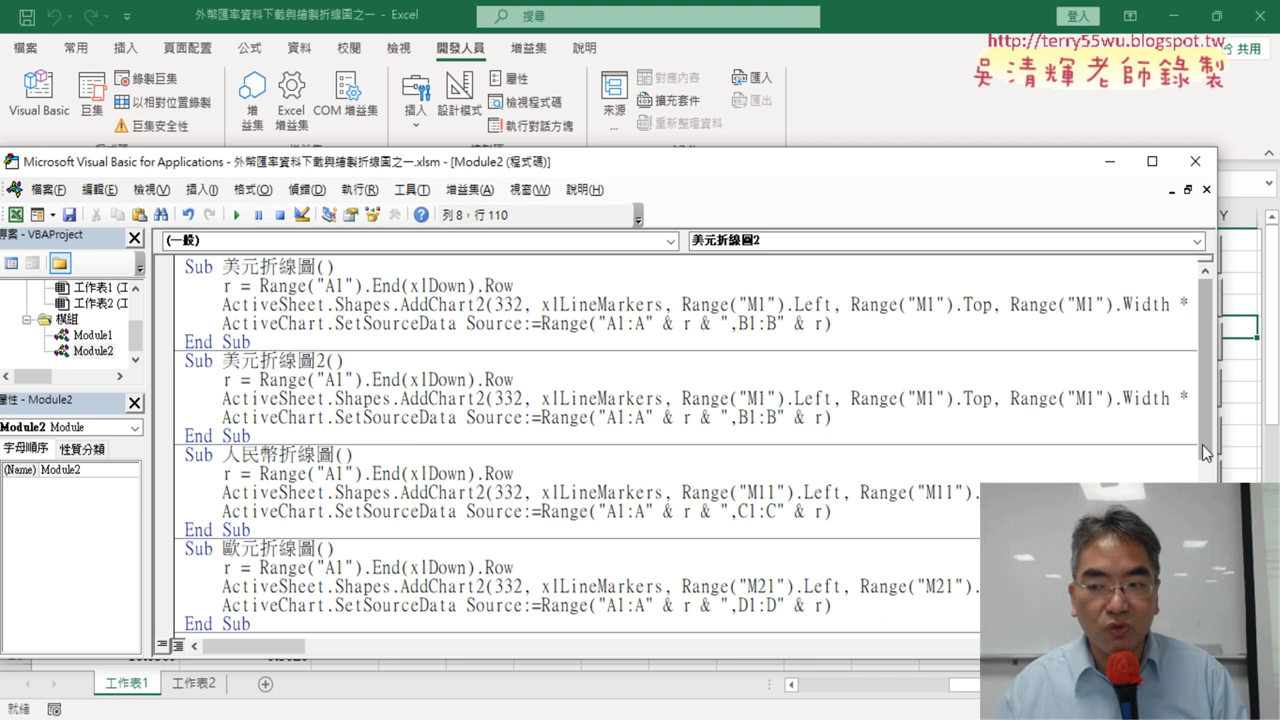 外幣匯率資料下載與繪製折線圖之一 - Excel
搜尋
登入
檔案 常用 插入 頁面配置 公式 資料 校閱 檢視 開發人員 增益集 說明
http://terry55wu.blogspot.tw
共用
吳清輝老師錄製
Visual Basic
巨集
錄製巨集
以相對位置錄製
巨集安全性
增益集
Excel 增益集
COM 增益集
插入
設計模式
屬性
檢視程式碼
執行對話方塊
來源
...
對應內容
擴充套件
重新整理資料
匯入
匯出
Microsoft Visual Basic for Applications - 外幣匯率資料下載與繪製折線圖之一.xlsm - [Module2 (程式碼)]
檔案(F) 編輯(E) 檢視(V) 插入(I) 格式(O) 偵錯(D) 執行(R) 工具(T) 增益集(A) 視窗(W) 說明(H)
列 8，行 110
Y
專案 - VBAProject
工作表1 (工
工作表2 (工
模組
Module1
Module2
屬性 - Module2
Module2 Module
字母順序 性質分類
(Name) Module2
(一般)
美元折線圖2
Sub 美元折線圖()
r = Range("A1").End(xlDown).Row
ActiveSheet.Shapes.AddChart2(332, xlLineMarkers, Range("M1").Left, Range("M1").Top, Range("M1").Width *
ActiveChart.SetSourceData Source:=Range("A1:A" & r & ",B1:B" & r)
End Sub
Sub 美元折線圖2()
r = Range("A1").End(xlDown).Row
ActiveSheet.Shapes.AddChart2(332, xlLineMarkers, Range("M1").Left, Range("M1").Top, Range("M1").Width *
ActiveChart.SetSourceData Source:=Range("A1:A" & r & ",B1:B" & r)
End Sub
Sub 人民幣折線圖()
r = Range("A1").End(xlDown).Row
ActiveSheet.Shapes.AddChart2(332, xlLineMarkers, Range("M11").Left, Range("M11").
ActiveChart.SetSourceData Source:=Range("A1:A" & r & ",C1:C" & r)
End Sub
Sub 歐元折線圖()
r = Range("A1").End(xlDown).Row
ActiveSheet.Shapes.AddChart2(332, xlLineMarkers, Range("M21").Left, Range("M21").
ActiveChart.SetSourceData Source:=Range("A1:A" & r & ",D1:D" & r)
End Sub
工作表1 工作表2
就緒